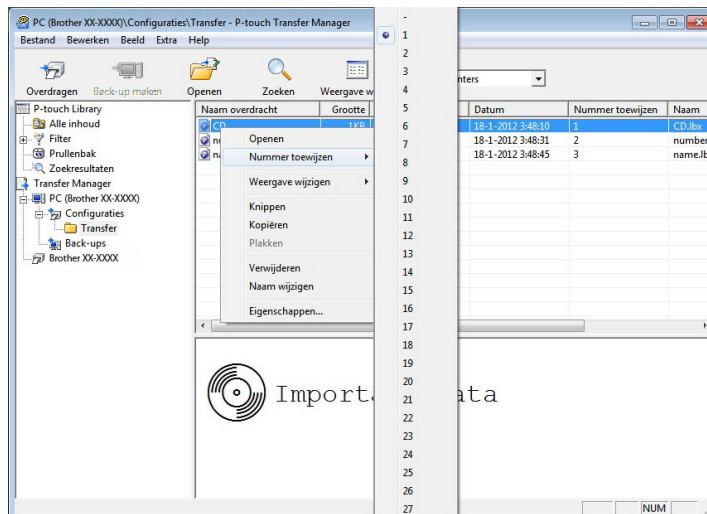 PC (Brother XX-XXXX)\Configuraties\Transfer - P-touch Transfer Manager
Bestand Bewerken Beeld Extra Help
Overdragen Back-up maken Openen Zoeken Weergave w
nters
P-touch Library
Alle inhoud
Filter
Prullenbak
Zoekresultaten
Transfer Manager
PC (Brother XX-XXXX)
Configuraties
Transfer
Back-ups
Brother XX-XXXX
Naam overdracht Grootte Datum Nummer toewijzen Naam
CD 1KB 18-1-2012 3:48:10 1 CD.lbx
nu 18-1-2012 3:48:31 2 number
na 18-1-2012 3:48:45 3 name.lb
Openen
Nummer toewijzen
Weergave wijzigen
Knippen
Kopiëren
Plakken
Verwijderen
Naam wijzigen
Eigenschappen...
-
1
2
3
4
5
6
7
8
9
10
11
12
13
14
15
16
17
18
19
20
21
22
23
24
25
26
27
Importa ata
NUM